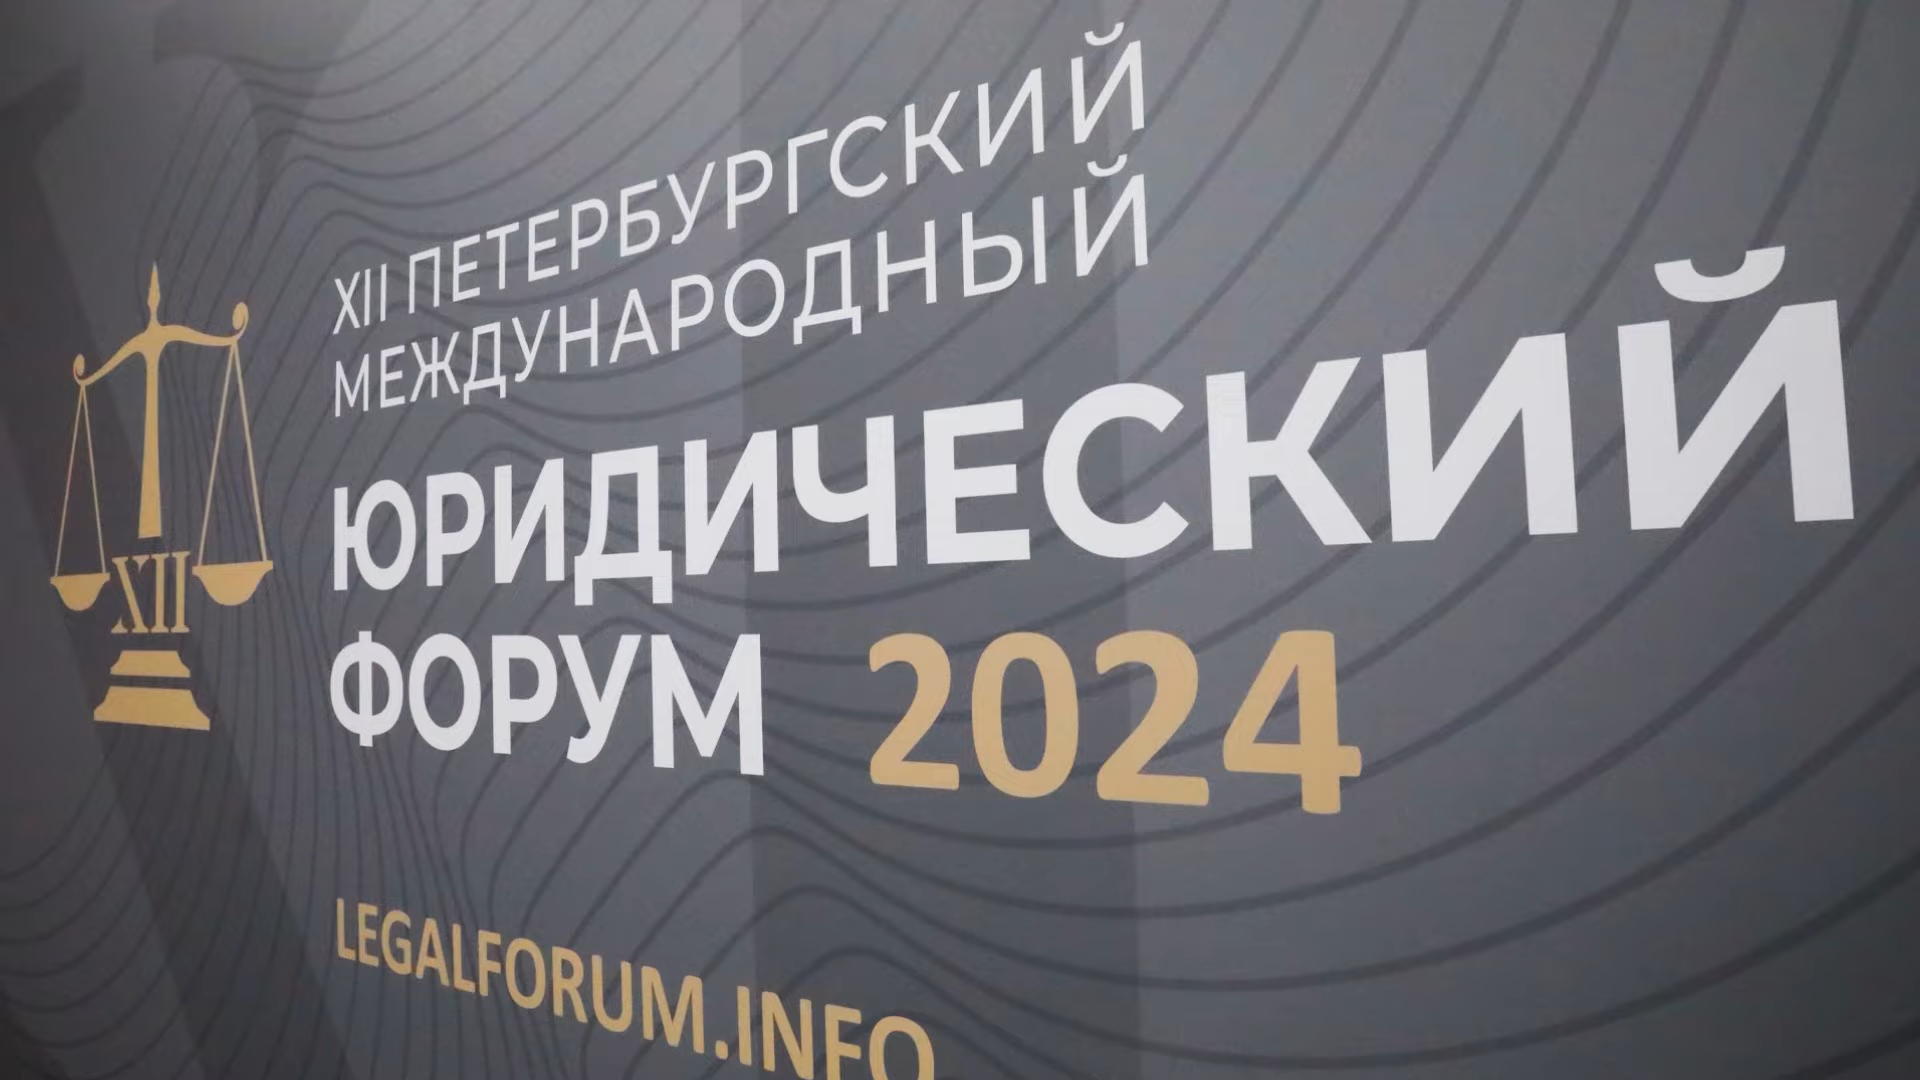 XII ПЕТЕРБУРГСКИЙ
МЕЖДУНАРОДНЫЙ
ЮРИДИЧЕСКИЙ
ФОРУМ 2024
XII
LEGALFORUM.INFO